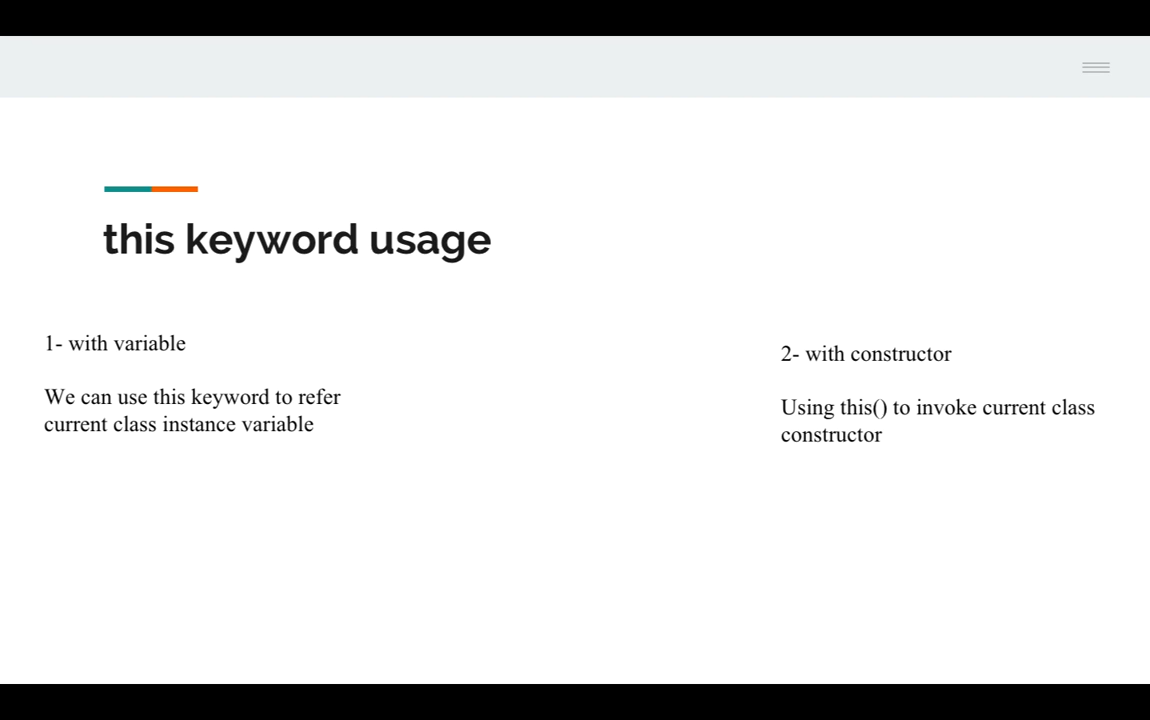 this keyword usage
1- with variable
We can use this keyword to refer
current class instance variable
2- with constructor
Using this() to invoke current class
constructor